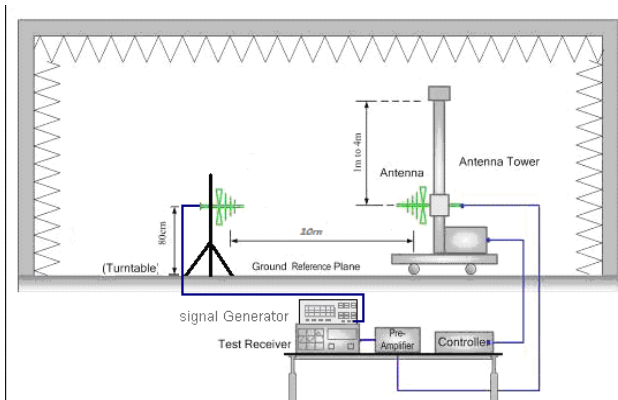 1m to 4m
Antenna Tower
Antenna
80cm
10m
(Turntable)
Ground Reference Plane
signal Generator
Test Receiver
Pre-
Amplifier
Controller